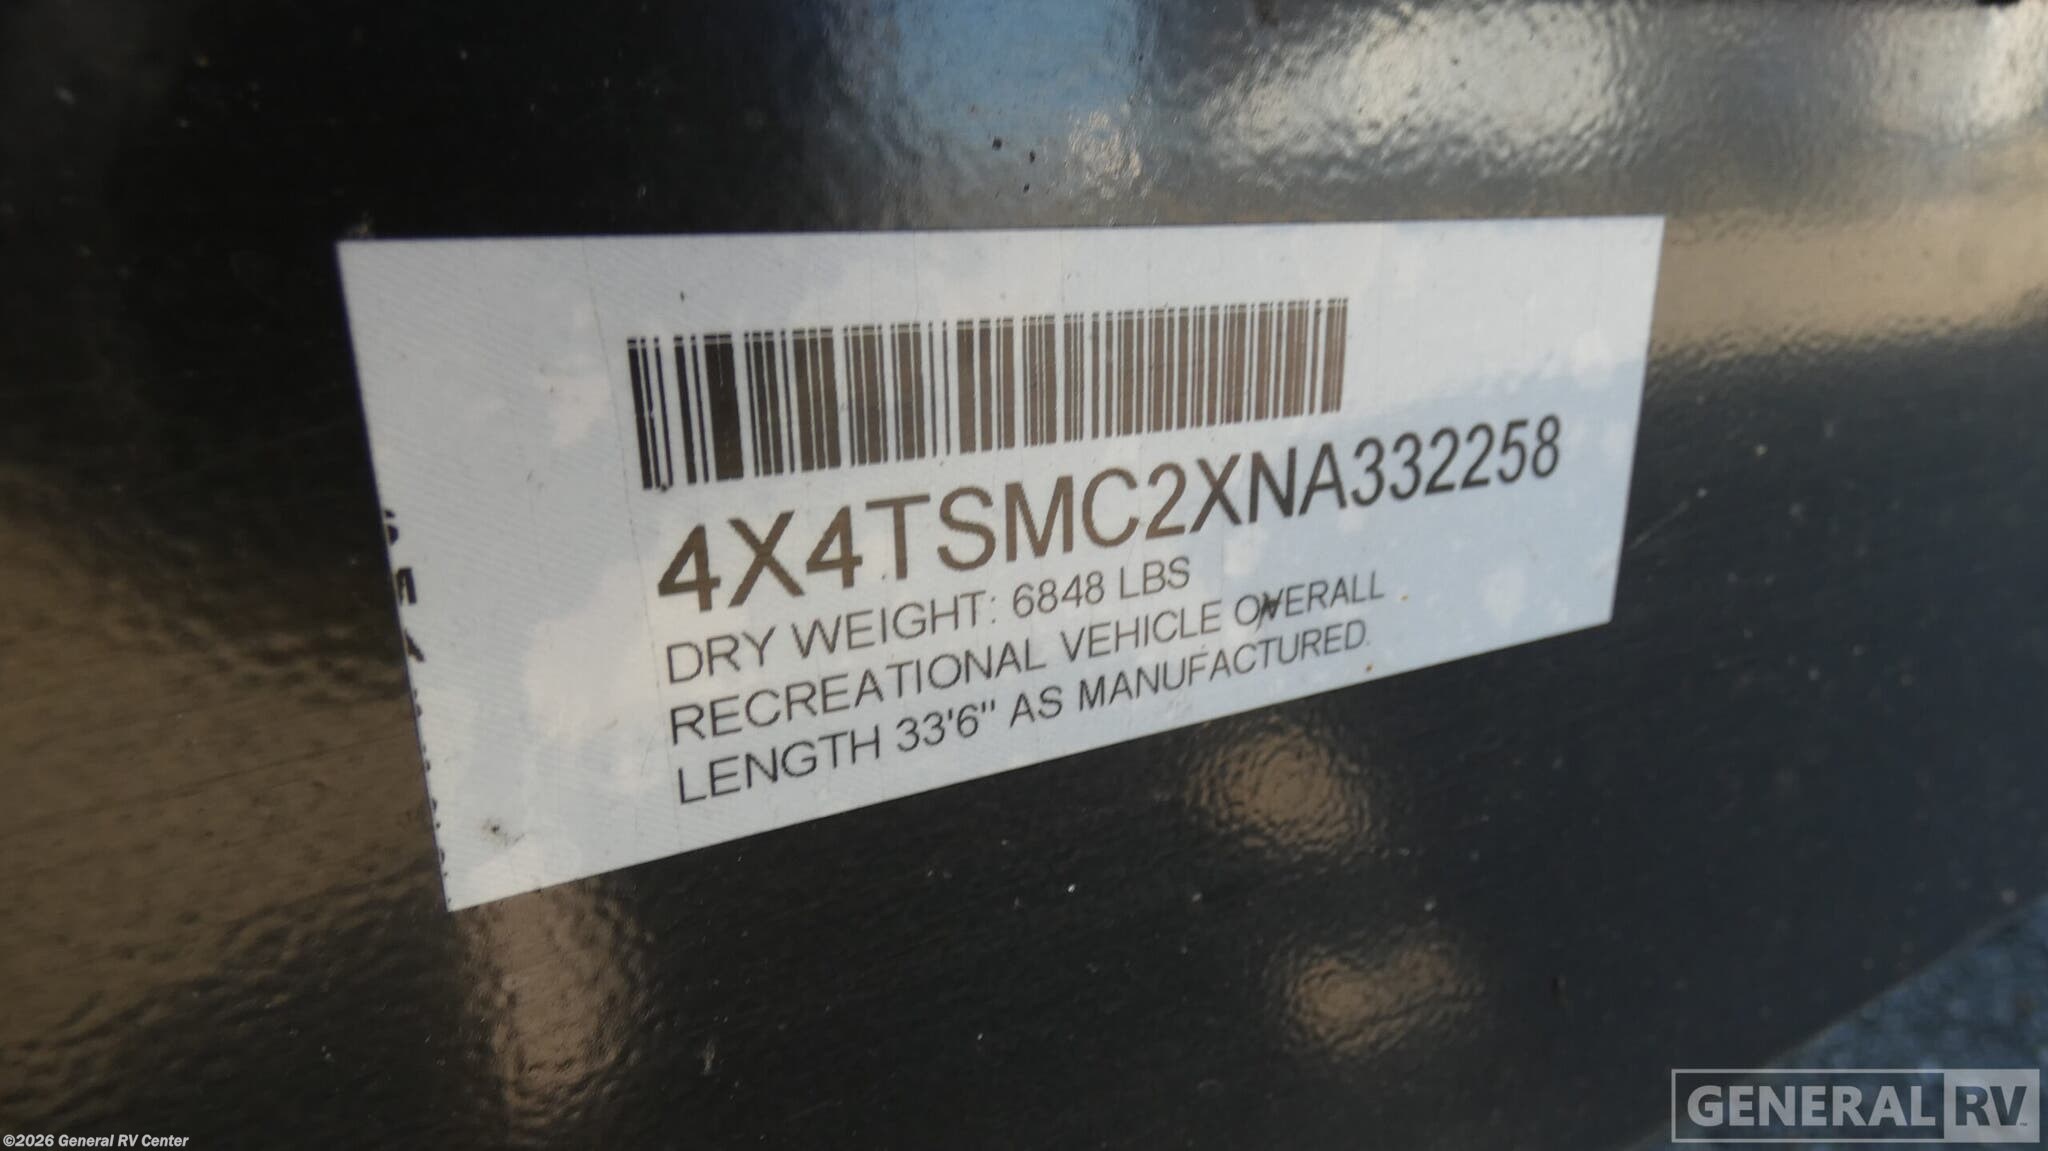 4X4TSMC2XNA332258
DRY WEIGHT: 6848 LBS
RECREATIONAL VEHICLE OVERALL
LENGTH 33'6" AS MANUFACTURED.
GENERAL RV
©2026 General RV Center